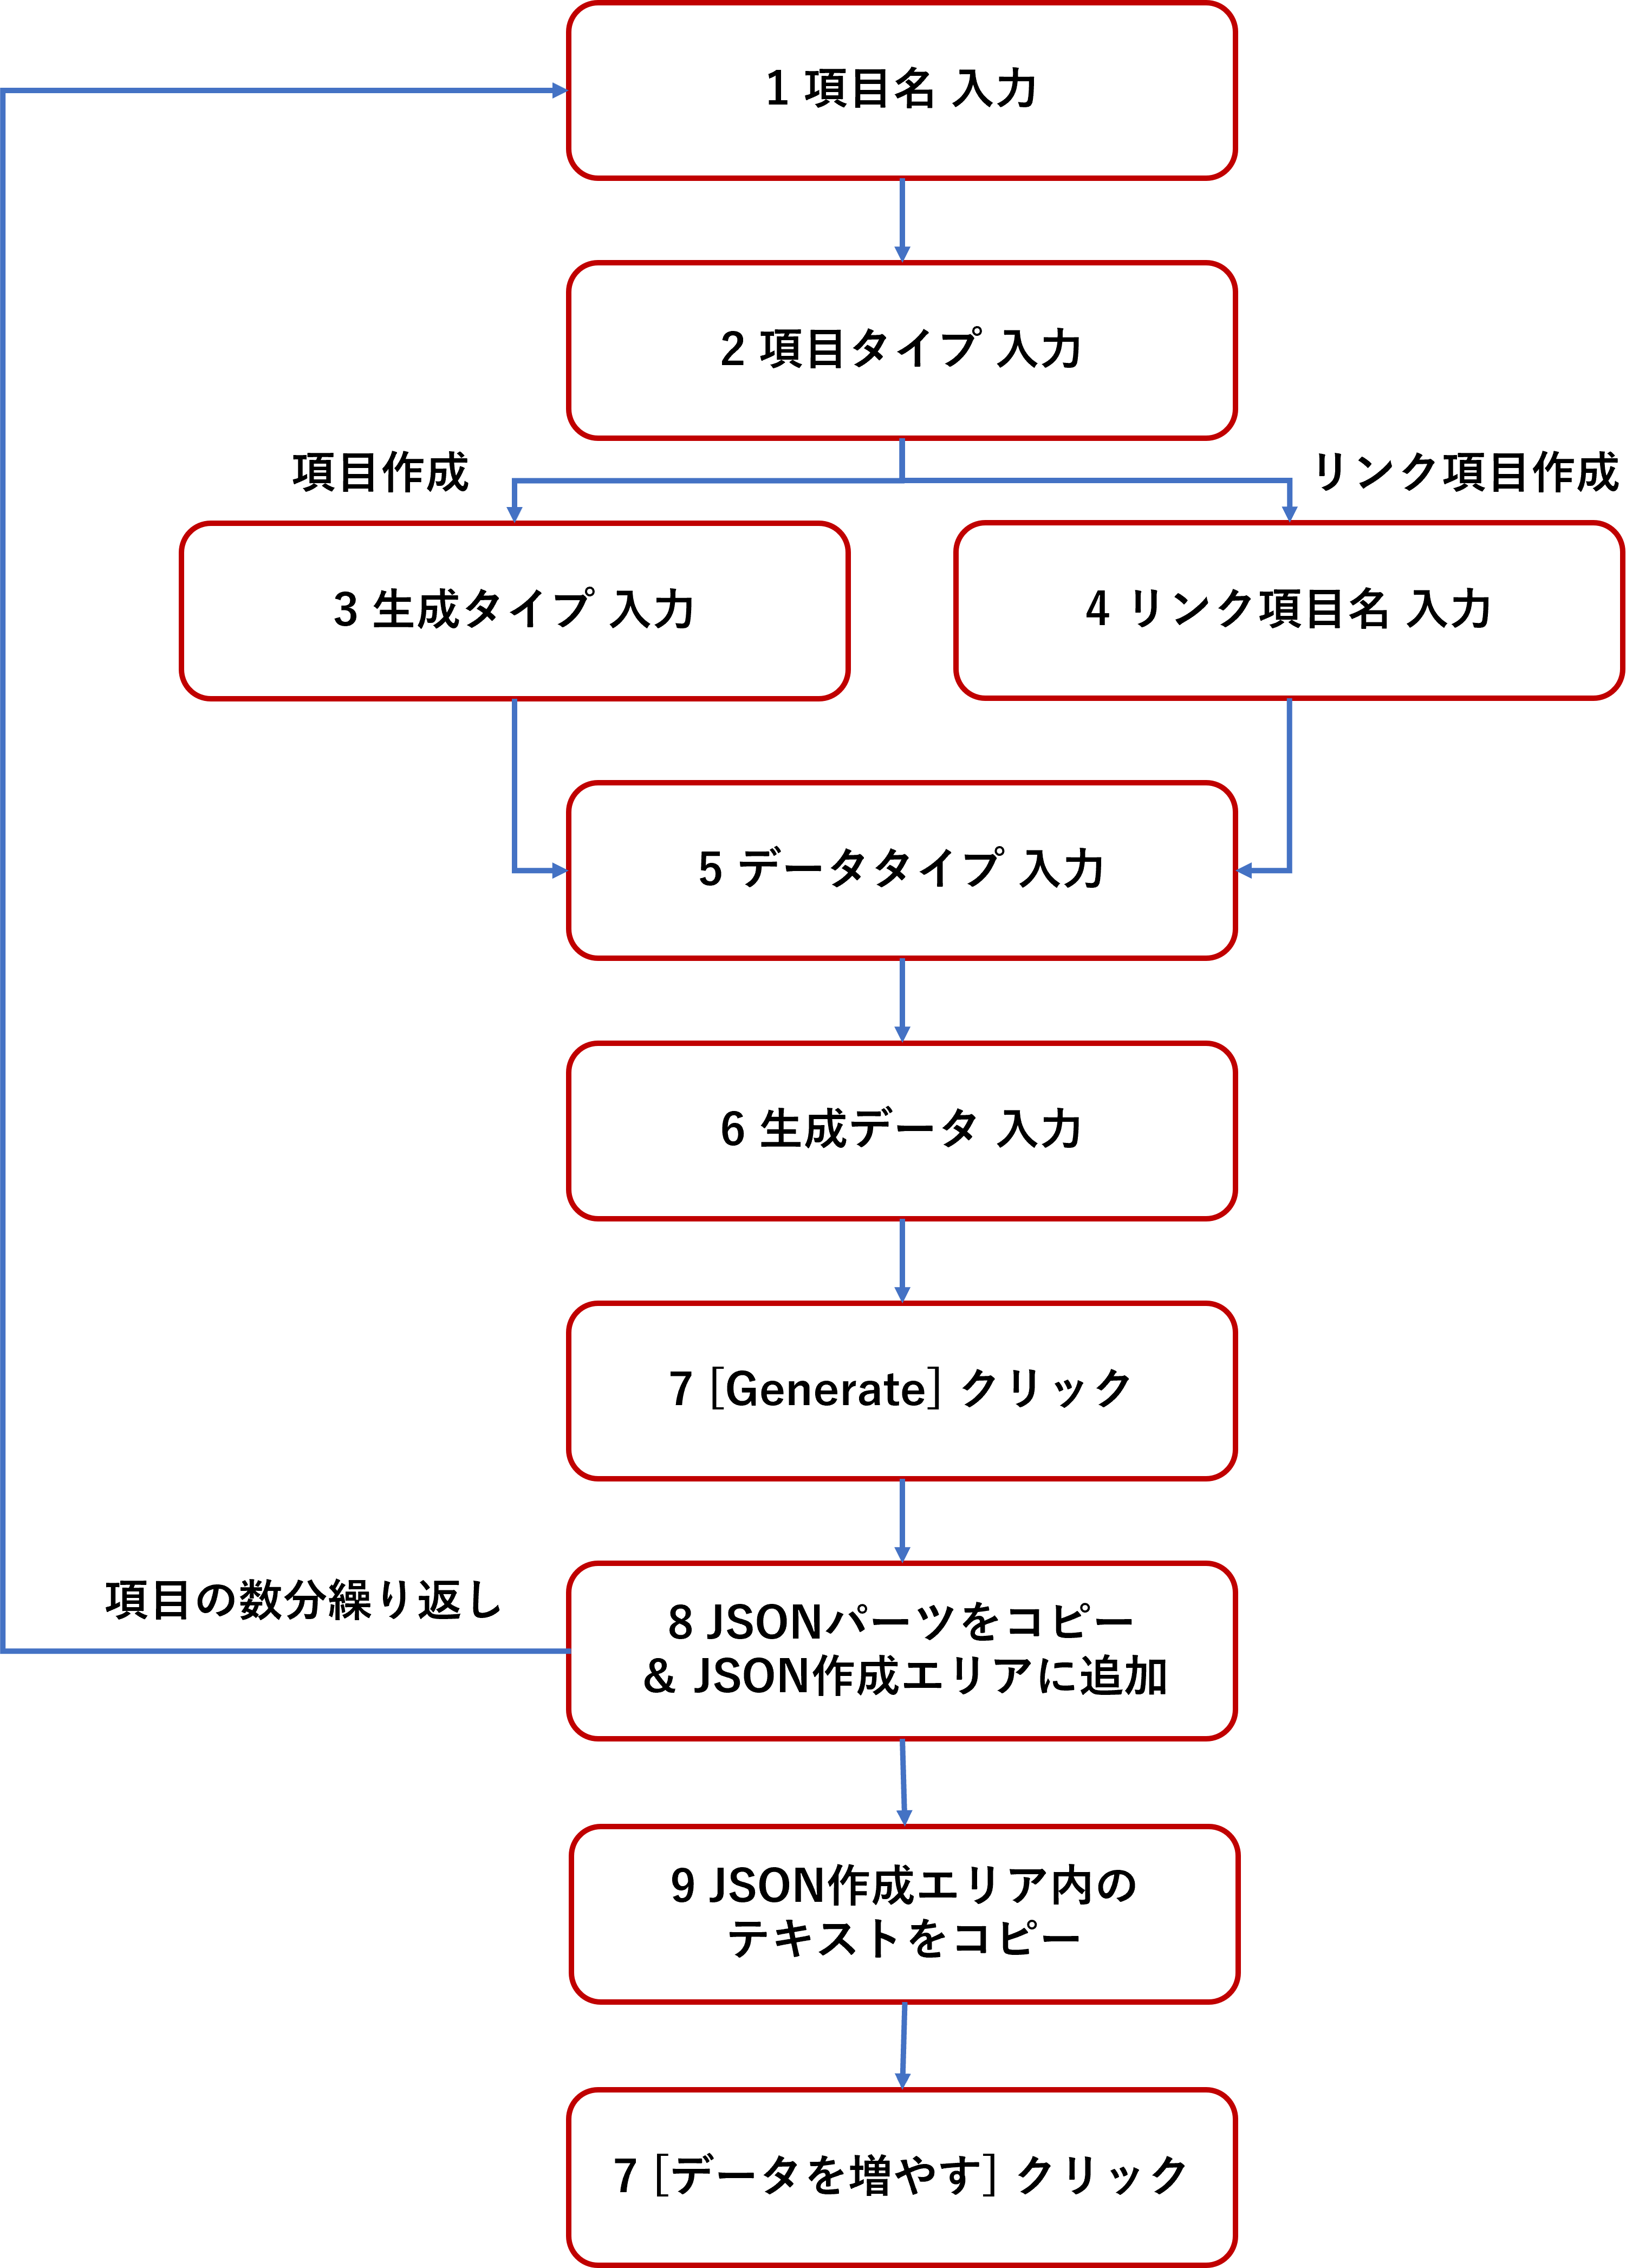 1 項目名 入力
2 項目タイプ 入力
項目作成
リンク項目作成
3 生成タイプ 入力
4 リンク項目名 入力
5 データタイプ 入力
6 生成データ 入力
7 [Generate] クリック
項目の数分繰り返し
8 JSONパーツをコピー
& JSON作成エリアに追加
9 JSON作成エリア内の
テキストをコピー
7 [データを増やす] クリック